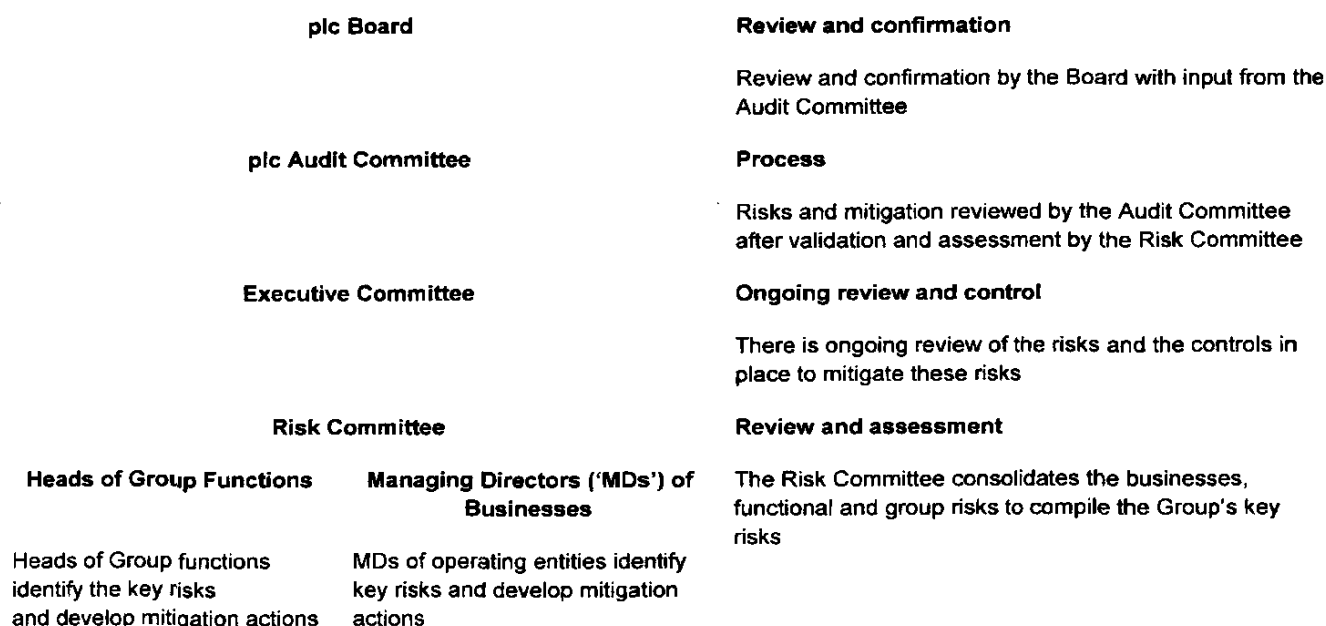 plc Board
Review and confirmation
Review and confirmation by the Board with input from the
Audit Committee
plc Audit Committee
Process
Risks and mitigation reviewed by the Audit Committee
after validation and assessment by the Risk Committee
Executive Committee
Ongoing review and control
There is ongoing review of the risks and the controls in
place to mitigate these risks
Risk Committee
Review and assessment
Heads of Group Functions
Managing Directors (‘MDs’) of
Businesses
The Risk Committee consolidates the businesses,
functional and group risks to compile the Group's key
risks
Heads of Group functions
identify the key risks
and develop mitigation actions
MDs of operating entities identify
key risks and develop mitigation
actions